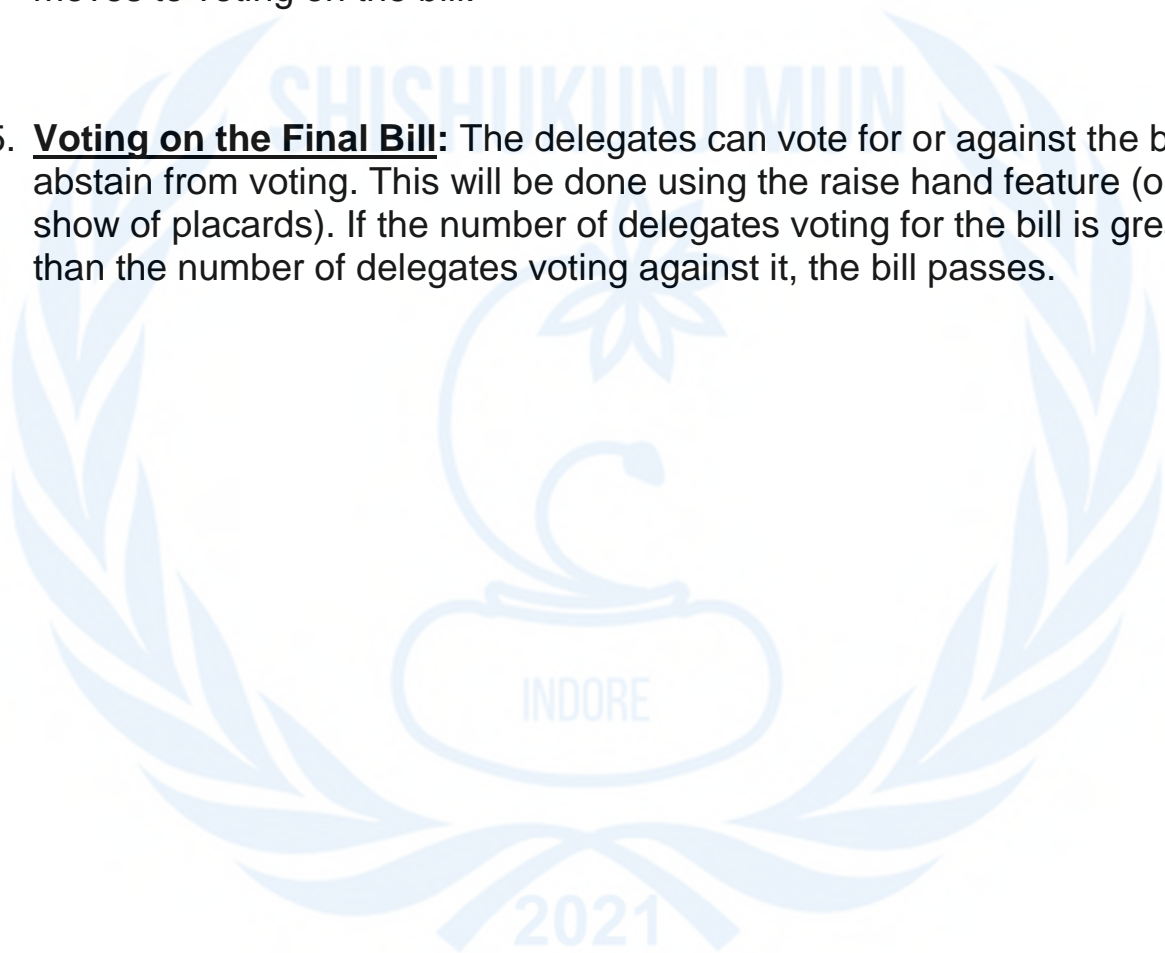 moves to voting on the bill.
SHISHUKUNJ MUN
5. Voting on the Final Bill: The delegates can vote for or against the b
abstain from voting. This will be done using the raise hand feature (o
show of placards). If the number of delegates voting for the bill is gre
than the number of delegates voting against it, the bill passes.
INDORE
2021